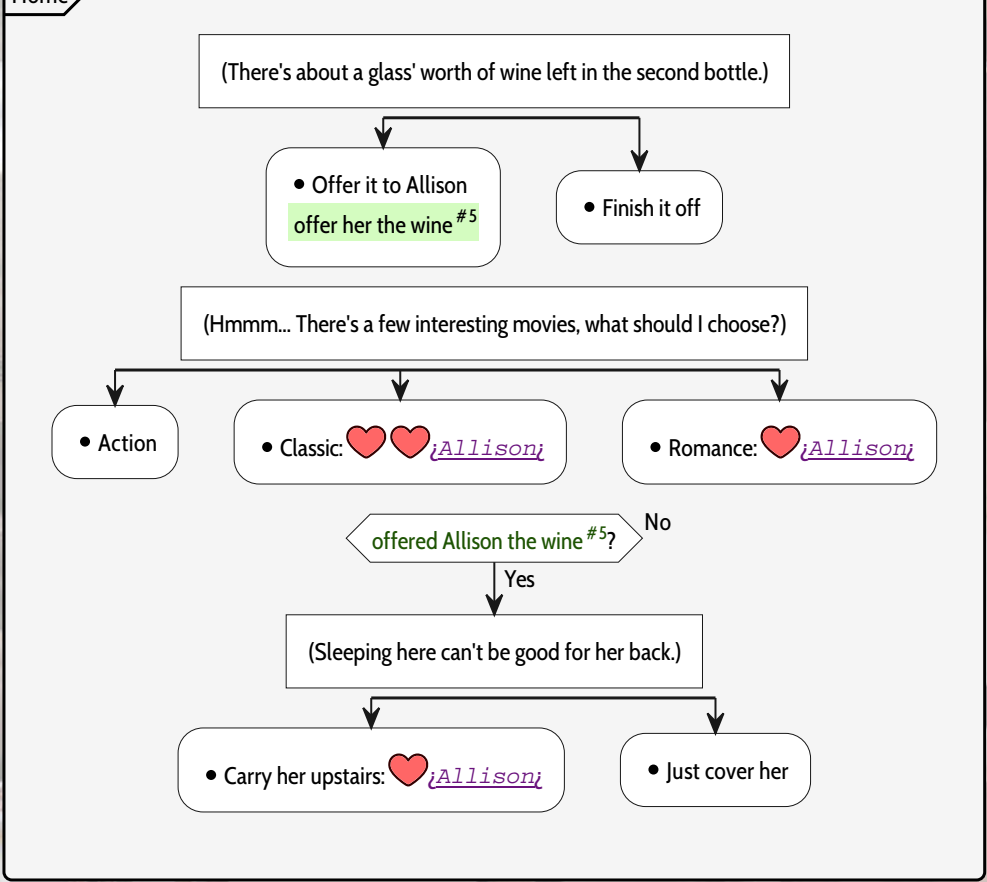 Home
(There's about a glass' worth of wine left in the second bottle.)
• Offer it to Allison
offer her the wine #5
• Finish it off
(Hmmm... There's a few interesting movies, what should I choose?)
• Action
• Classic: ❤❤¿Allison¿
• Romance: ❤¿Allison¿
offered Allison the wine #5?
No
Yes
(Sleeping here can't be good for her back.)
• Carry her upstairs: ❤¿Allison¿
• Just cover her